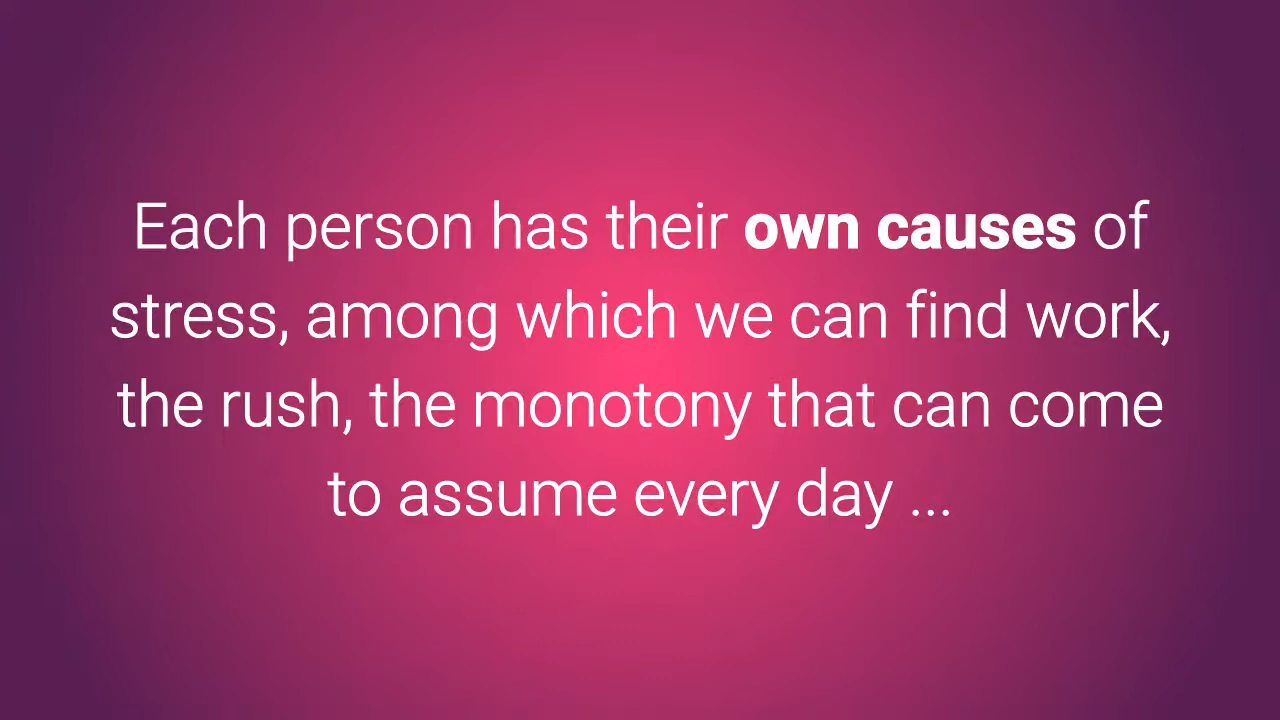 Each person has their own causes of
stress, among which we can find work,
the rush, the monotony that can come
to assume every day ...